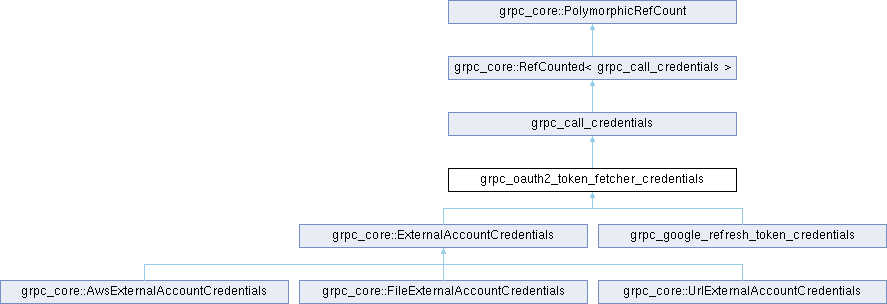 grpc_core::PolymorphicRefCount
grpc_core::RefCounted< grpc_call_credentials >
grpc_call_credentials
grpc_oauth2_token_fetcher_credentials
grpc_core::ExternalAccountCredentials
grpc_google_refresh_token_credentials
grpc_core::AwsExternalAccountCredentials
grpc_core::FileExternalAccountCredentials
grpc_core::UrlExternalAccountCredentials